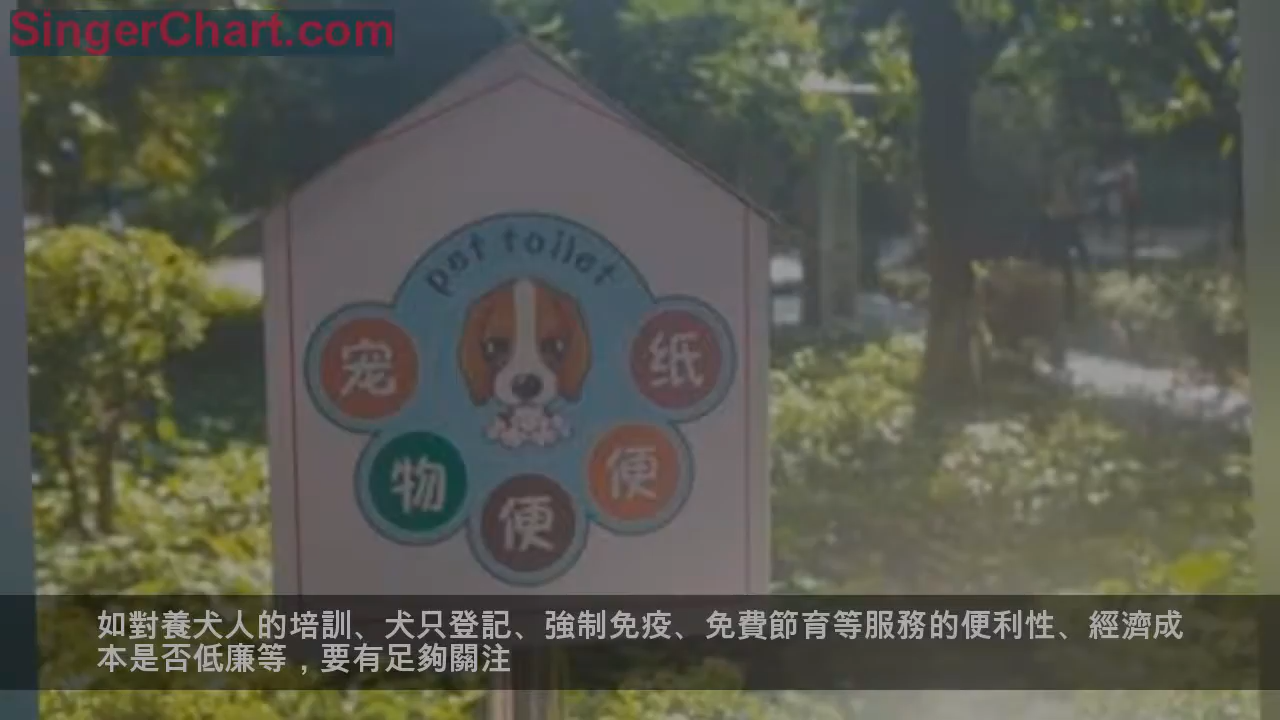 SingerChart.com
pet toilet
宠物便便纸
如對養犬人的培訓、犬只登記、強制免疫、免費節育等服務的便利性、經濟成
本是否低廉等，要有足夠關注